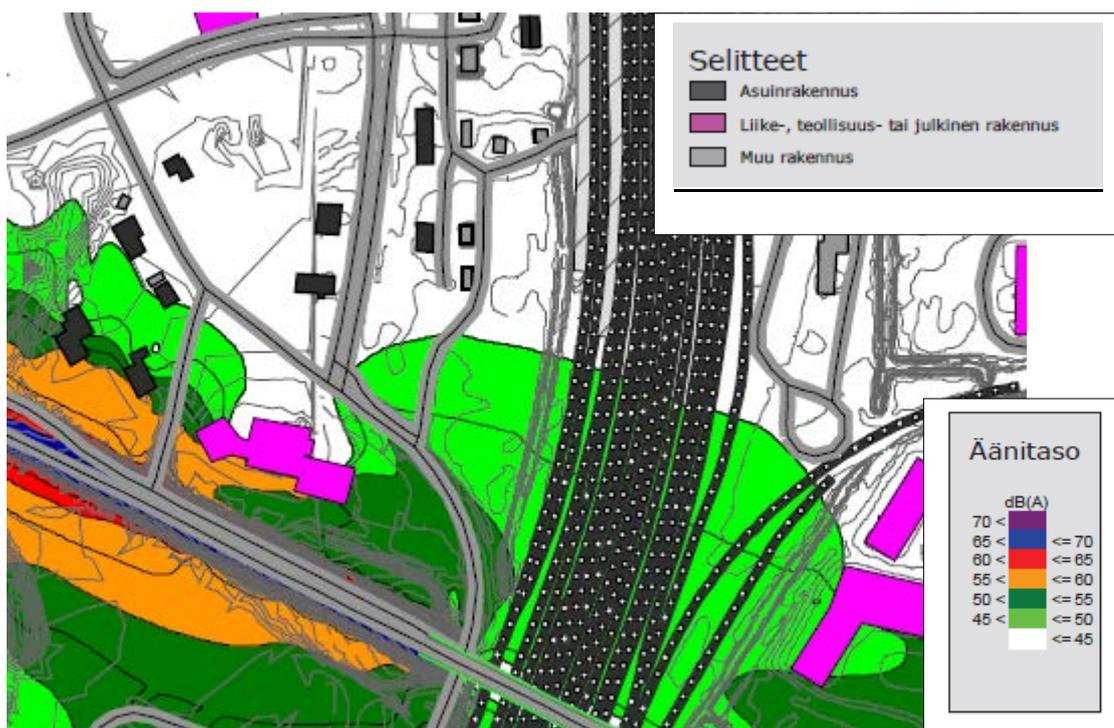 Selitteet
Asuinrakennus
Liike-, teollisuus- tai julkinen rakennus
Muu rakennus
Äänitaso
dB(A)
70 <
65 < <= 70
60 < <= 65
55 < <= 60
50 < <= 55
45 < <= 50
<= 45